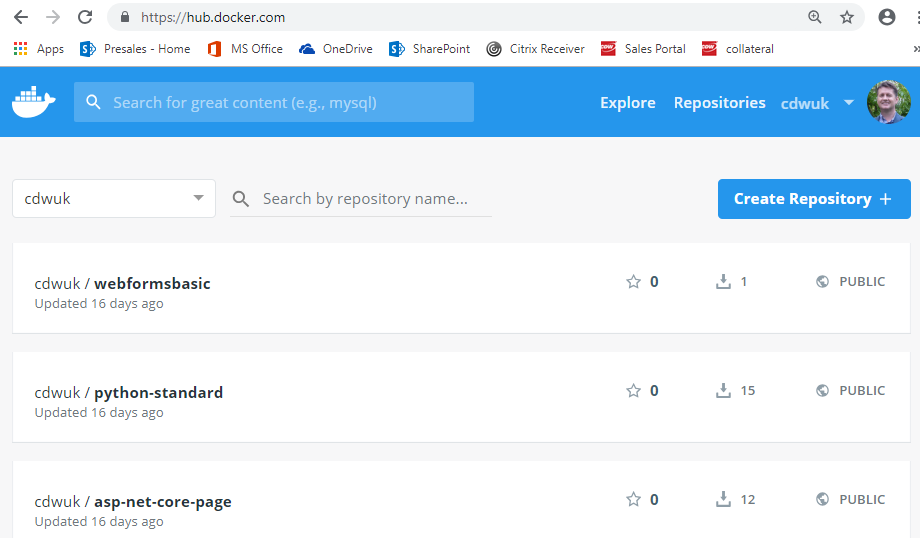 https://hub.docker.com
Apps Presales - Home MS Office OneDrive SharePoint Citrix Receiver Sales Portal collateral »
Search for great content (e.g., mysql) Explore Repositories cdwuk
cdwuk Search by repository name... Create Repository +
cdwuk / webformsbasic 0 1 PUBLIC
Updated 16 days ago
cdwuk / python-standard 0 15 PUBLIC
Updated 16 days ago
cdwuk / asp-net-core-page 0 12 PUBLIC
Updated 16 days ago